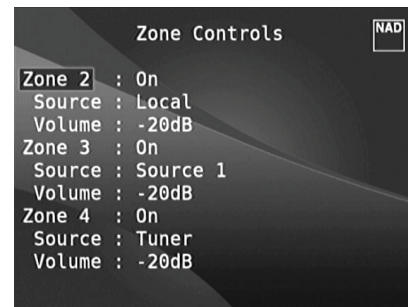 Zone Controls
NAD
Zone 2 : On
Source : Local
Volume : -20dB
Zone 3 : On
Source : Source 1
Volume : -20dB
Zone 4 : On
Source : Tuner
Volume : -20dB